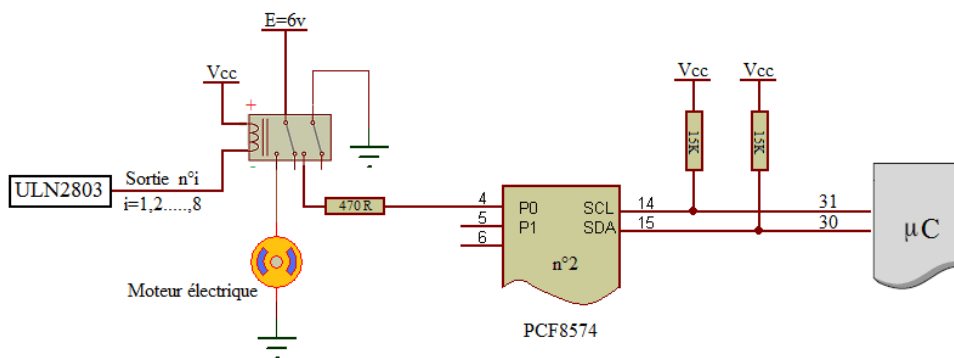 E=6v
Vcc
Vcc
Vcc
+
-
15K
15K
ULN2803
Sortie n°i
i=1,2.....,8
470R
4
5
6
P0
P1
SCL
SDA
14
15
31
30
n°2
µC
Moteur électrique
PCF8574